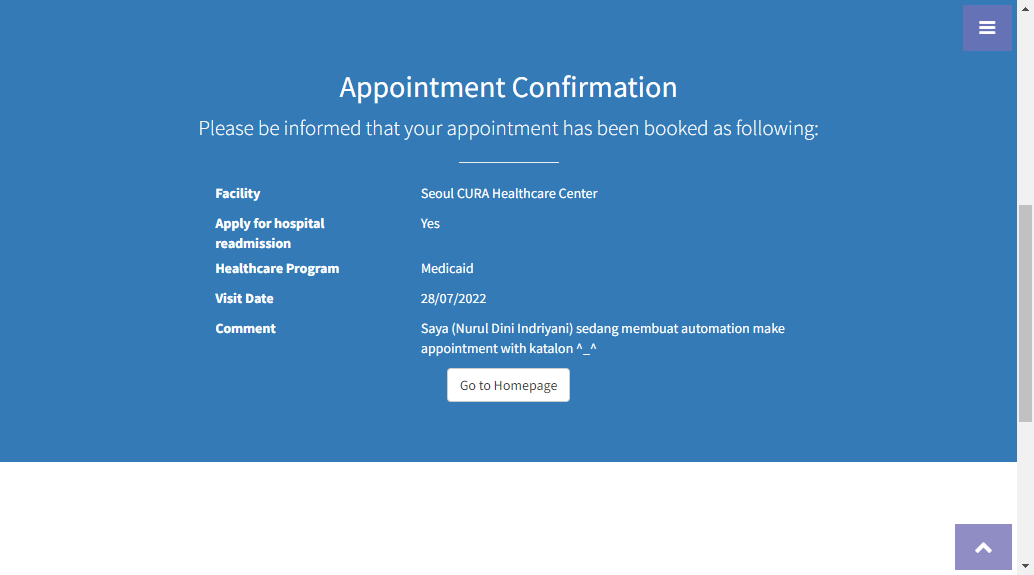 Appointment Confirmation
Please be informed that your appointment has been booked as following:
Facility
Seoul CURA Healthcare Center
Apply for hospital
readmission
Yes
Healthcare Program
Medicaid
Visit Date
28/07/2022
Comment
Saya (Nurul Dini Indriyani) sedang membuat automation make
appointment with katalon ^_^
Go to Homepage